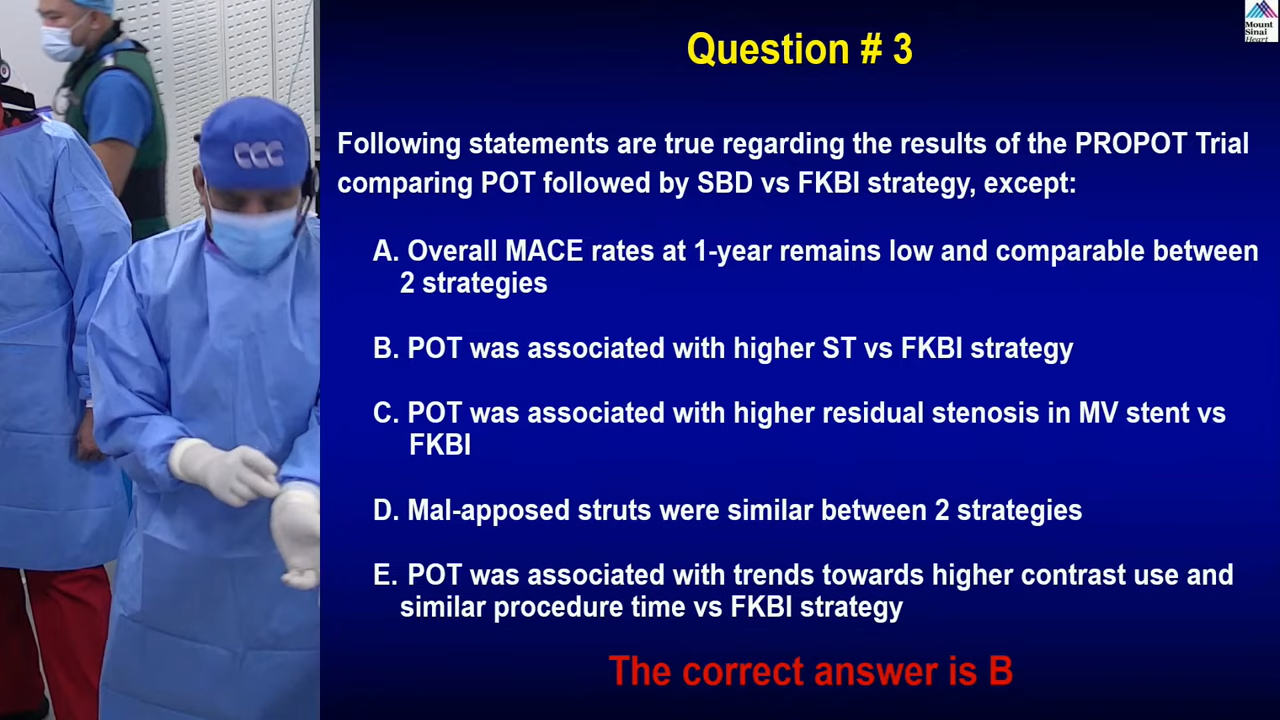 Mount
Sinai
Heart
Question # 3
Following statements are true regarding the results of the PROPOT Trial
comparing POT followed by SBD vs FKBI strategy, except:
A. Overall MACE rates at 1-year remains low and comparable between
2 strategies
B. POT was associated with higher ST vs FKBI strategy
C. POT was associated with higher residual stenosis in MV stent vs
FKBI
D. Mal-apposed struts were similar between 2 strategies
E. POT was associated with trends towards higher contrast use and
similar procedure time vs FKBI strategy
The correct answer is B
CCC